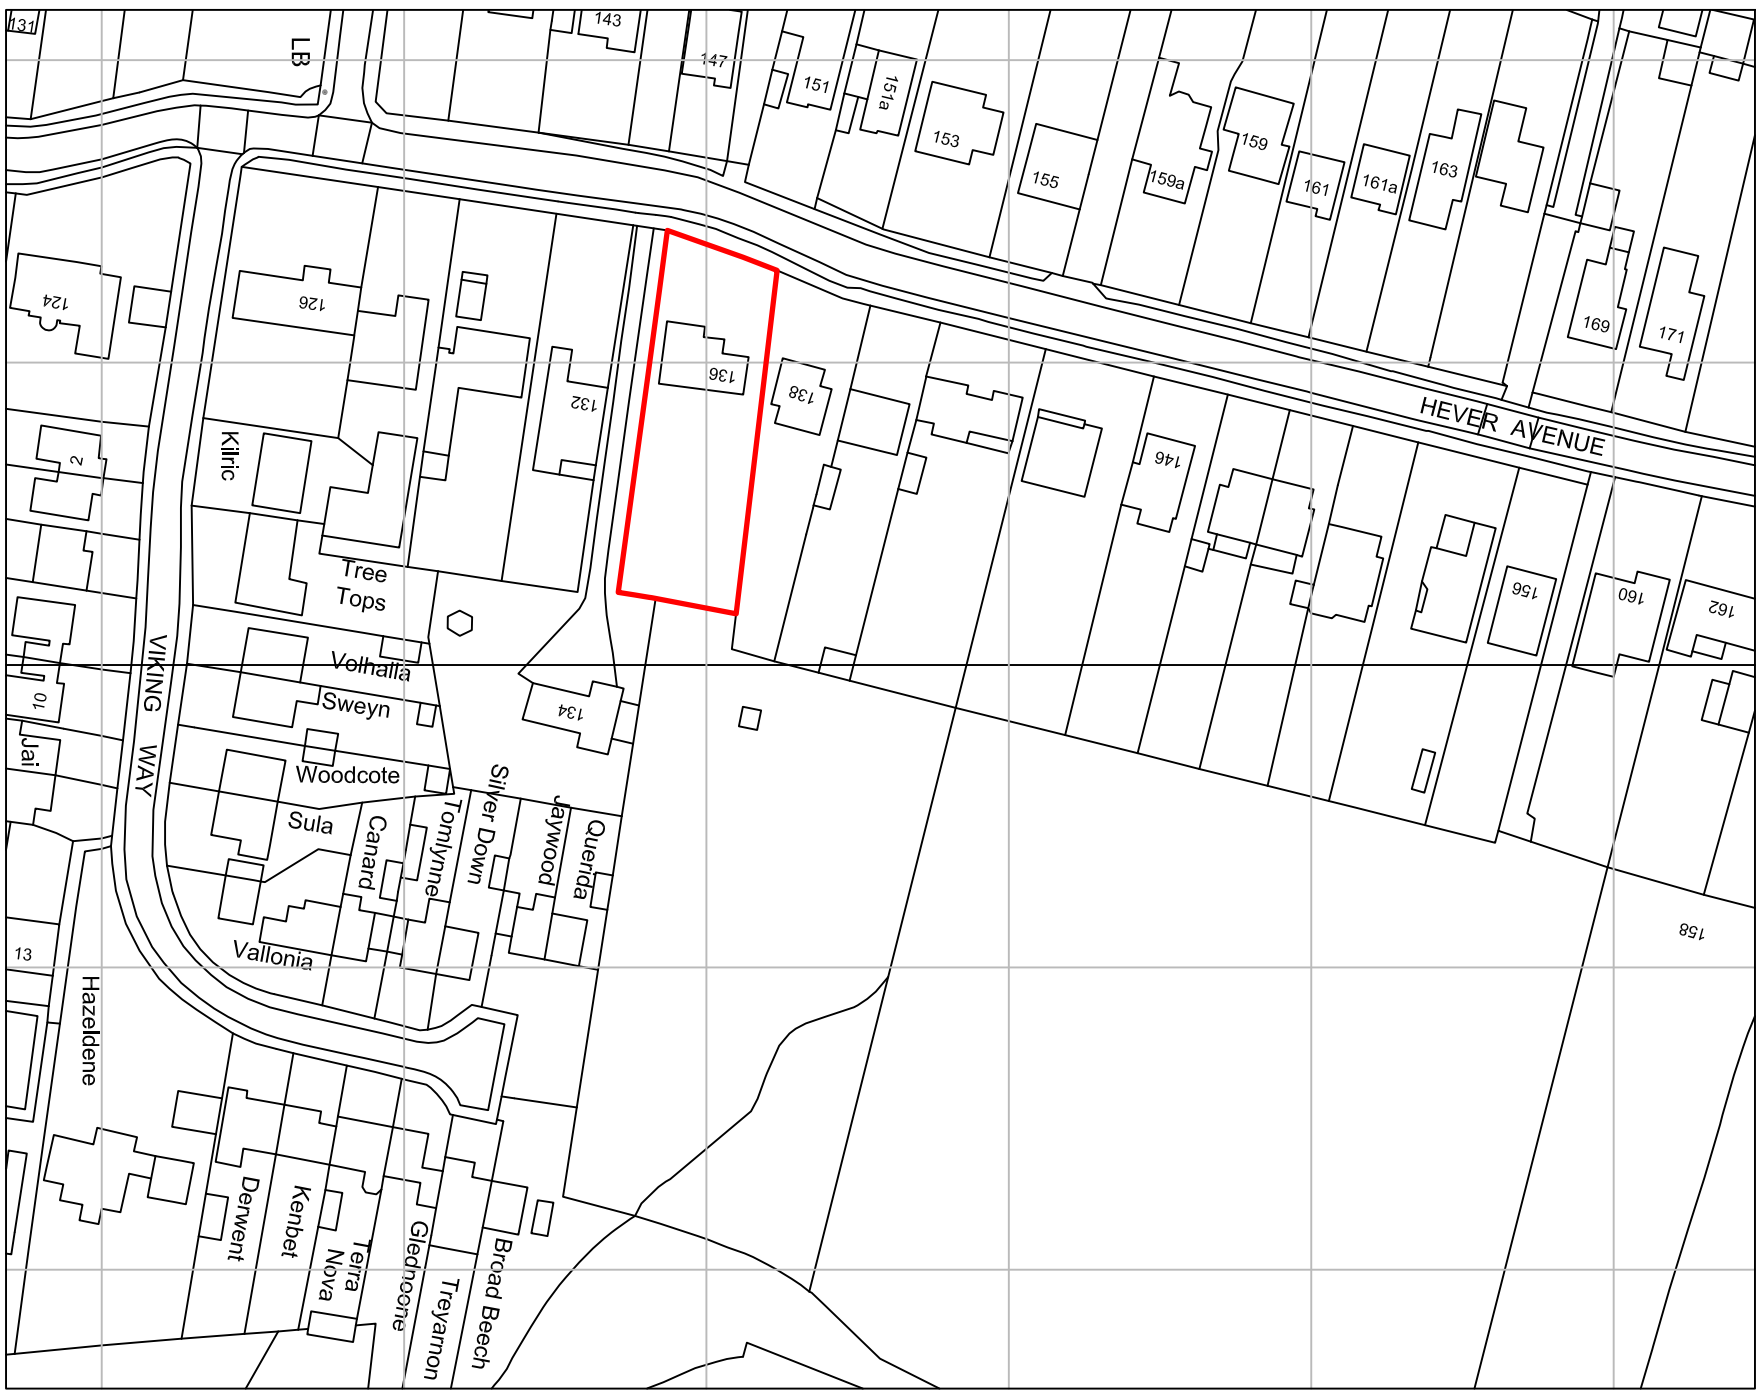 131
LB
143
147
151
151a
153
155
159a
159
161
161a
163
169
171
HEVER AVENUE
124
126
132
136
138
146
156
160
162
158
2
Kilric
Tree
Tops
Volhalla
Sweyn
Woodcote
Sula
VIKING WAY
10
Jai
134
Canard
Tomlynne
Silver Down
Jaywood
Querida
Vallonia
13
Hazeldene
Derwent
Kenbet
Terra
Nova
Glednoone
Treyarnon
Broad Beech